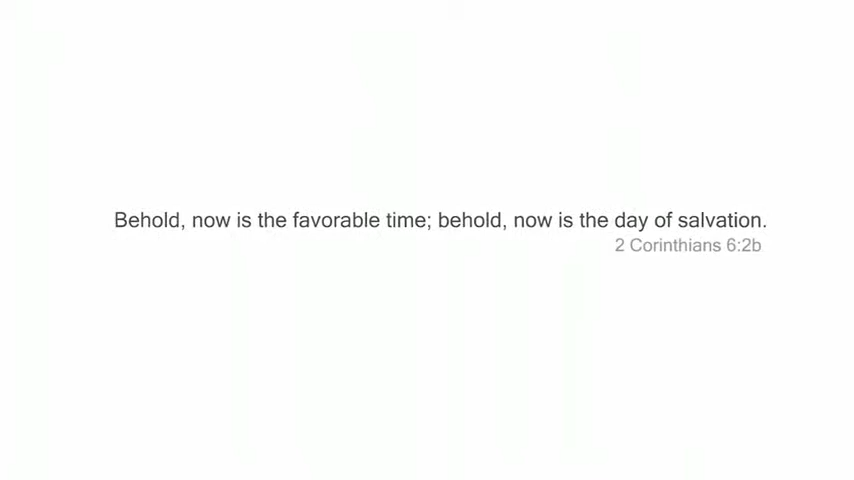 Behold, now is the favorable time; behold, now is the day of salvation.
2 Corinthians 6:2b